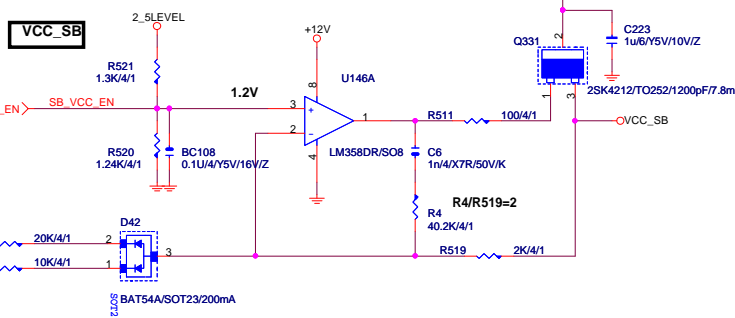 VCC_SB
2_5LEVEL
+12V
R521
1.3K/4/1
1.2V
U146A
Q331
2
C223
1u/6/Y5V/10V/Z
2SK4212/TO252/1200pF/7.8m
1
3
_EN
SB_VCC_EN
8
3
+
2
-
1
4
R511
100/4/1
VCC_SB
R520
1.24K/4/1
BC108
0.1U/4/Y5V/16V/Z
LM358DR/SO8
C6
1n/4/X7R/50V/K
R4/R519=2
R4
40.2K/4/1
D42
20K/4/1
2
10K/4/1
1
3
R519
2K/4/1
BAT54A/SOT23/200mA
SOT2